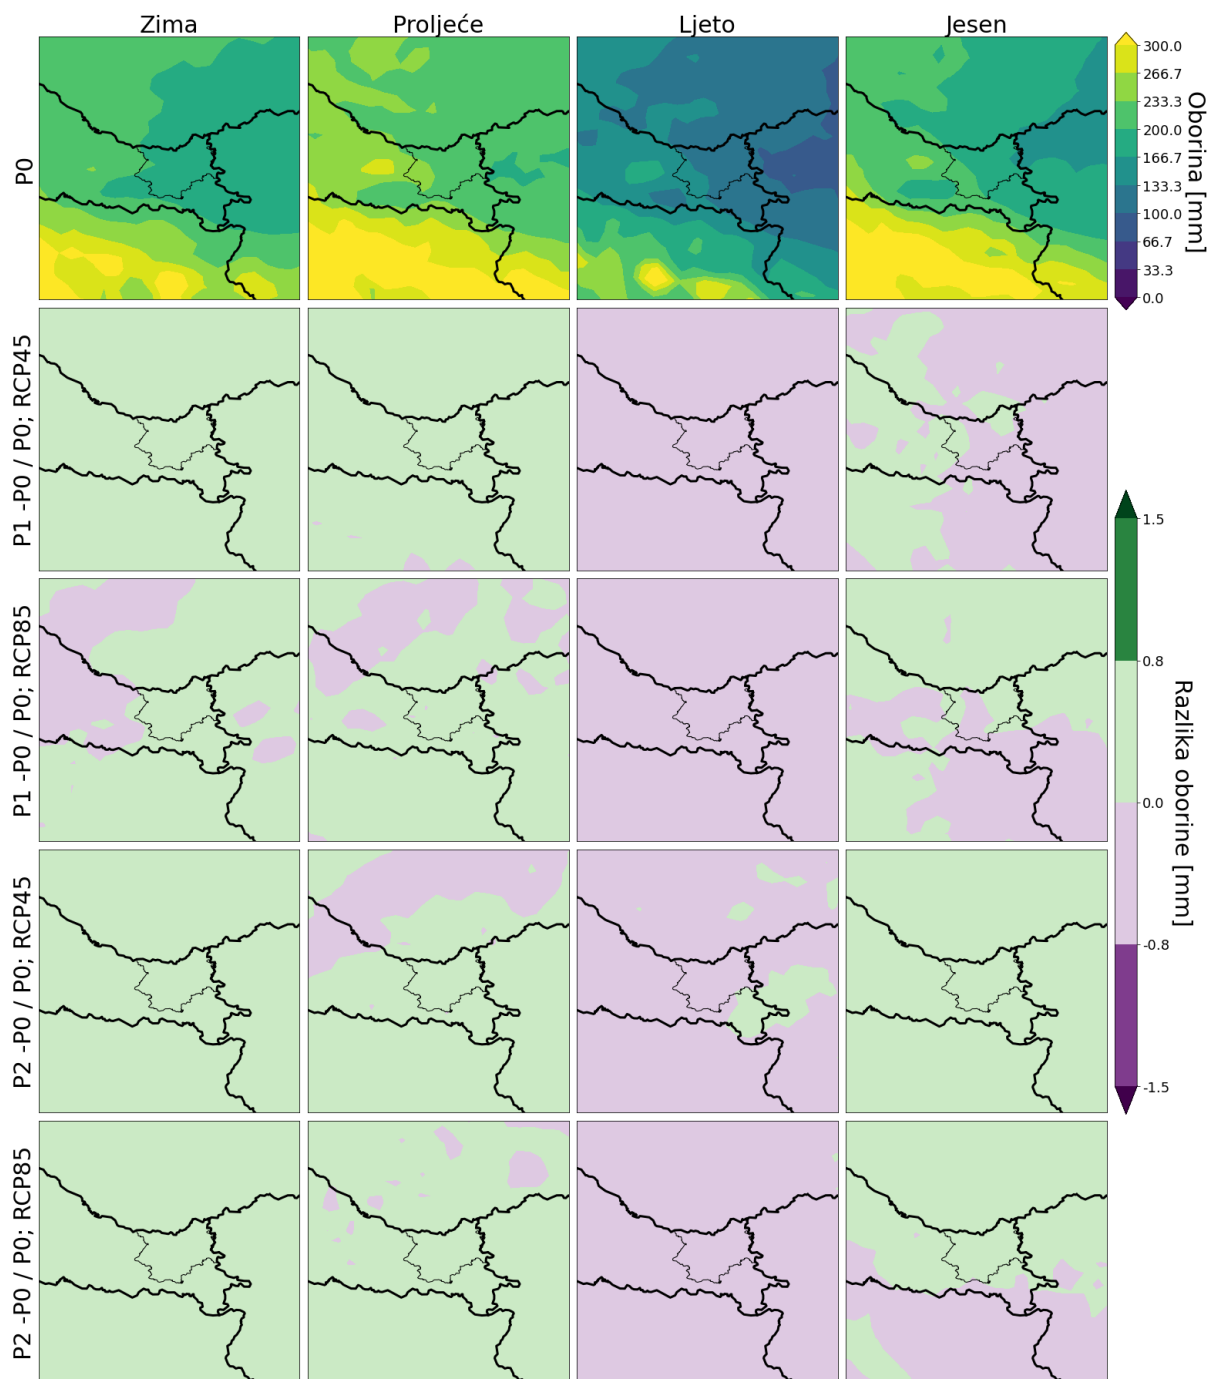 Zima
Proljeće
Ljeto
Jesen
P0
300.0
266.7
233.3
200.0
166.7
133.3
100.0
66.7
33.3
0.0
Oborina [mm]
P1 -P0 / P0; RCP45
P1 -P0 / P0; RCP85
P2 -P0 / P0; RCP45
P2 -P0 / P0; RCP85
1.5
0.8
0.0
-0.8
-1.5
Razlika oborine [mm]